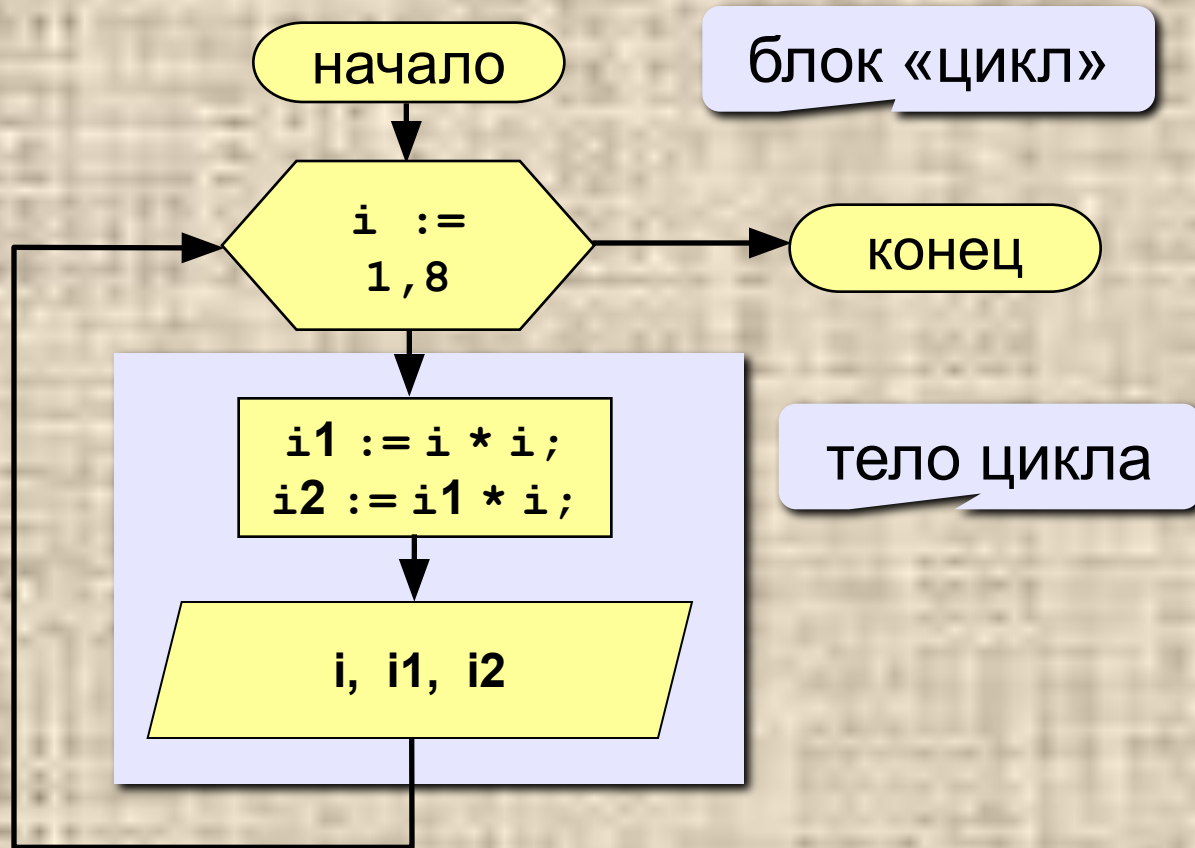 начало
блок «цикл»
i :=
1,8
конец
i1 := i * i;
i2 := i1 * i;
тело цикла
i, i1, i2